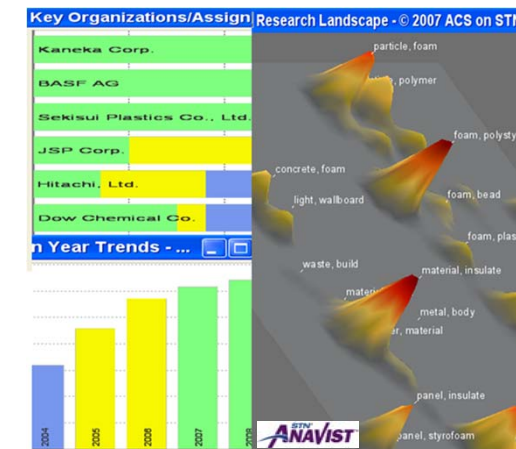 Key Organizations/Assign
Kaneka Corp.
BASF AG
Sekisui Plastics Co., Ltd.
JSP Corp.
Hitachi, Ltd.
Dow Chemical Co.
n Year Trends - ...
2004
2005
2006
2007
2008
Research Landscape - © 2007 ACS on STN
particle, foam
, polymer
foam, polysty
concrete, foam
light, wallboard
foam, bead
foam, plas
waste, build
material, insulate
mater
metal, body
er, material
panel, insulate
panel, styrofoam
STN
ANAVIST